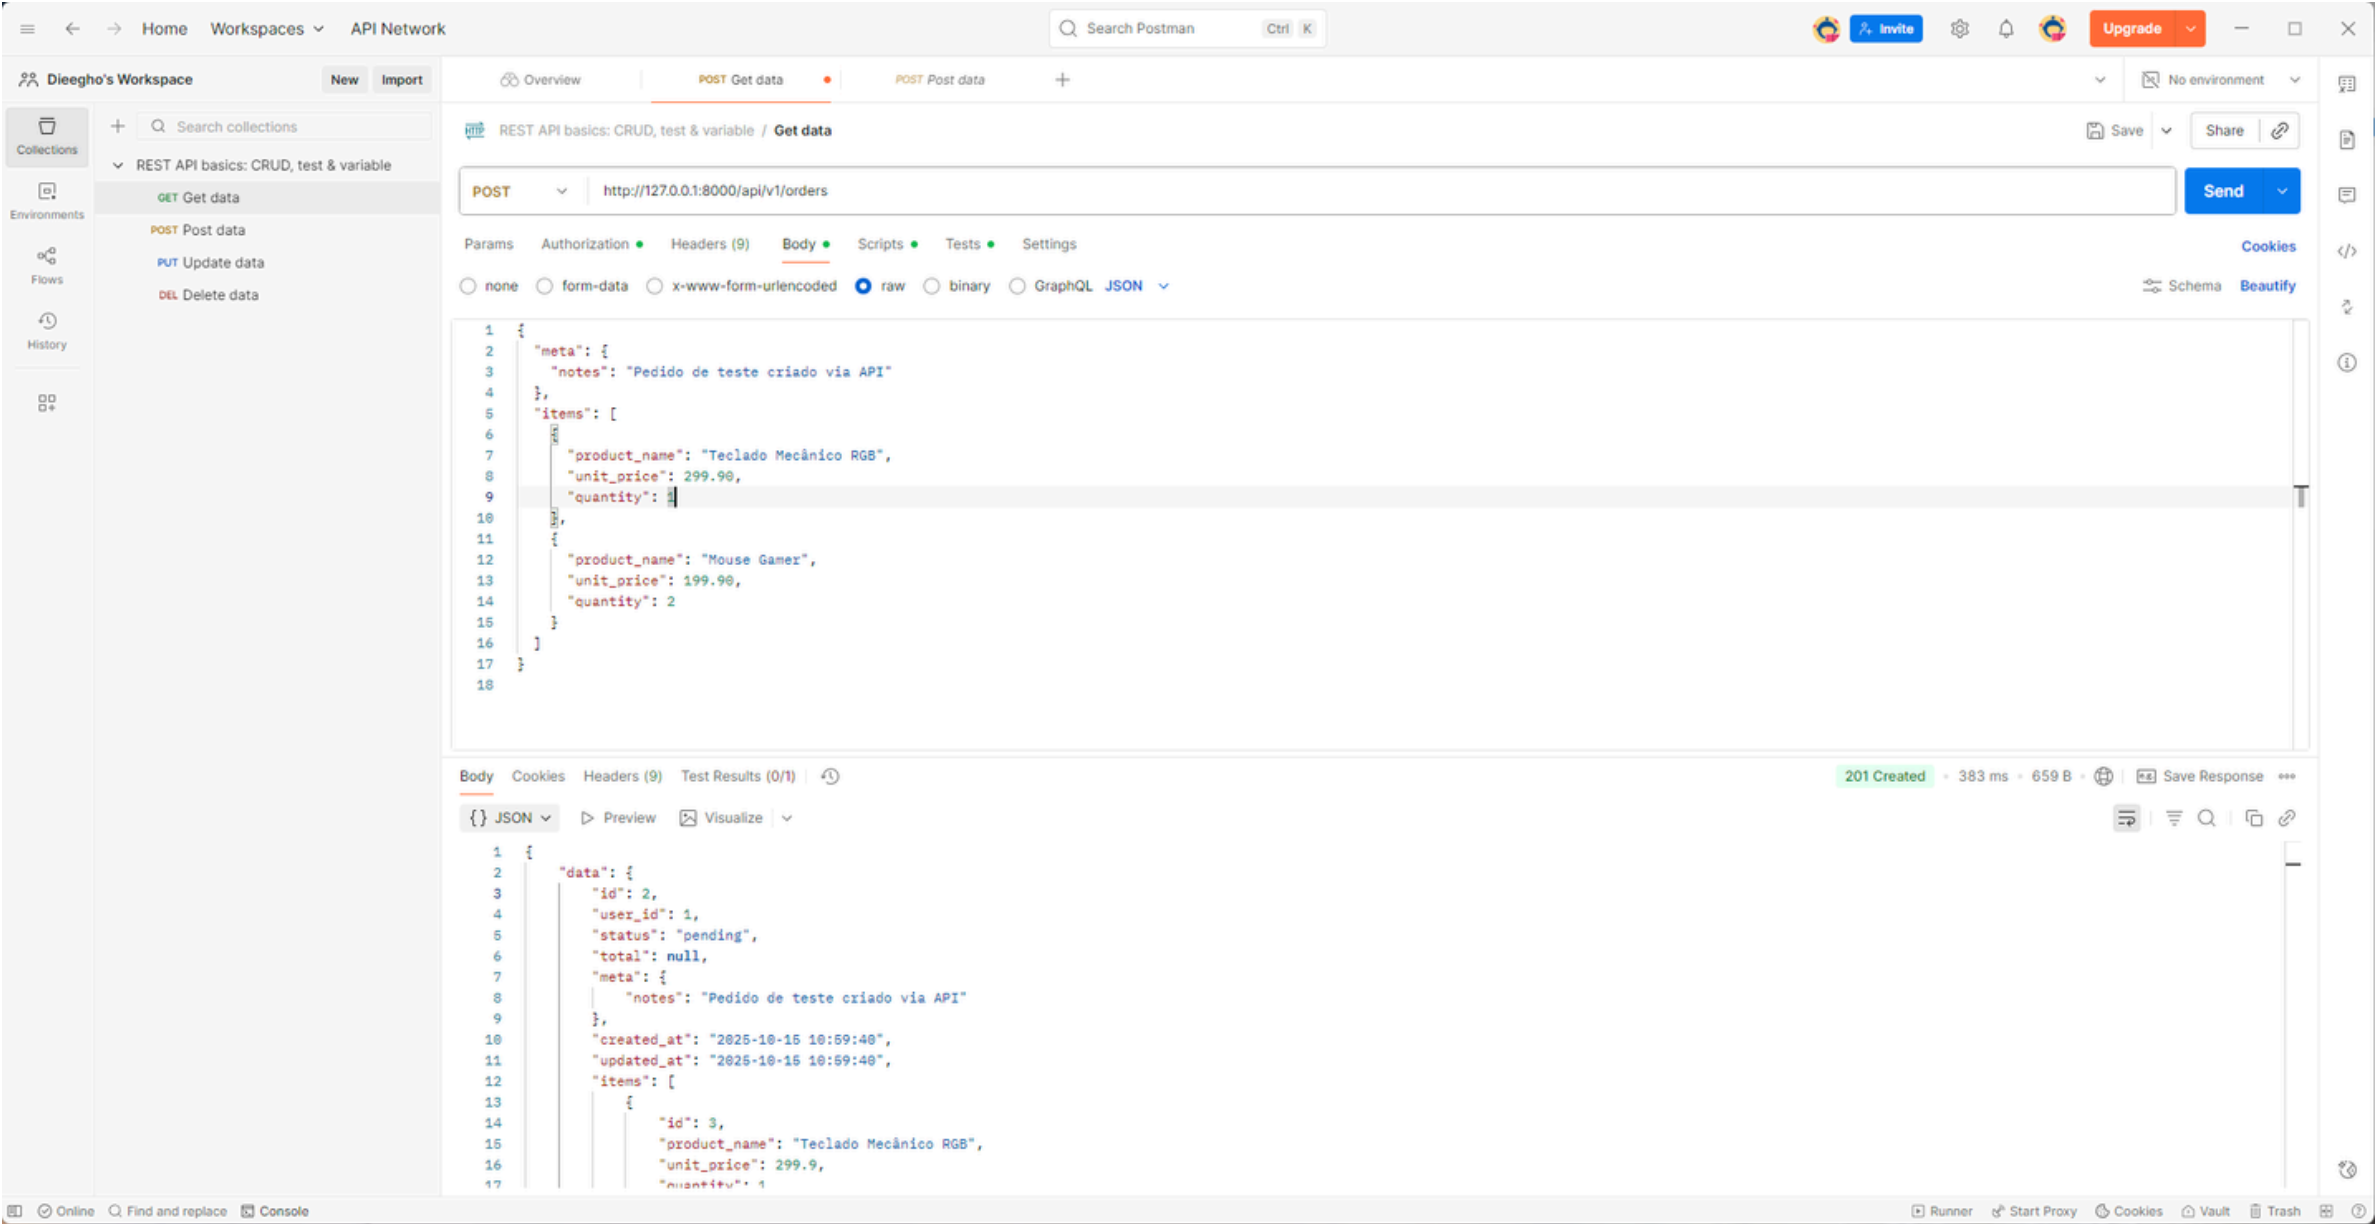 Home Workspaces API Network Search Postman Ctrl K Invite Upgrade
Dieegho's Workspace New Import Overview POST Get data POST Post data No environment
Collections
Environments
Flows
History
Search collections
REST API basics: CRUD, test & variable
GET Get data
POST Post data
PUT Update data
DEL Delete data
HTTP REST API basics: CRUD, test & variable / Get data Save Share
POST http://127.0.0.1:8000/api/v1/orders Send
Params Authorization Headers (9) Body Scripts Tests Settings Cookies
none form-data x-www-form-urlencoded raw binary GraphQL JSON Schema Beautify
1 {
2 "meta": {
3 "notes": "Pedido de teste criado via API"
4 },
5 "items": [
6 {
7 "product_name": "Teclado Mecânico RGB",
8 "unit_price": 299.90,
9 "quantity": 1
10 },
11 {
12 "product_name": "Mouse Gamer",
13 "unit_price": 199.90,
14 "quantity": 2
15 }
16 ]
17 }
18
Body Cookies Headers (9) Test Results (0/1) 201 Created 383 ms 659 B Save Response
{} JSON Preview Visualize
1 {
2 "data": {
3 "id": 2,
4 "user_id": 1,
5 "status": "pending",
6 "total": null,
7 "meta": {
8 "notes": "Pedido de teste criado via API"
9 },
10 "created_at": "2025-10-15 10:59:40",
11 "updated_at": "2025-10-15 10:59:40",
12 "items": [
13 {
14 "id": 3,
15 "product_name": "Teclado Mecânico RGB",
16 "unit_price": 299.9,
17 "quantity": 1
Online Find and replace Console Runner Start Proxy Cookies Vault Trash